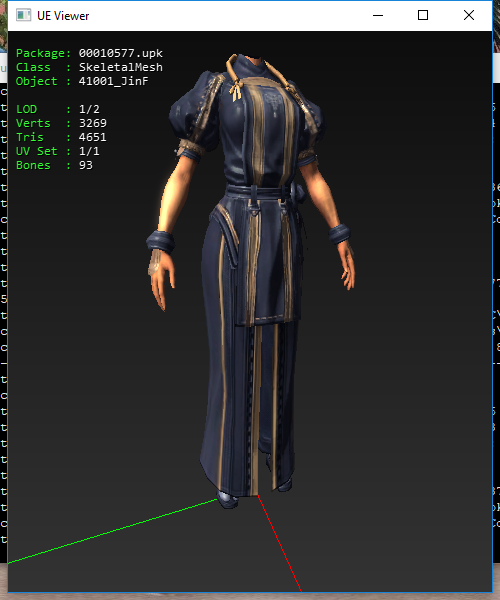 UE Viewer
Package: 00010577.upk
Class  : SkeletalMesh
Object : 41001_JinF
LOD    : 1/2
Verts  : 3269
Tris   : 4651
UV Set : 1/1
Bones  : 93